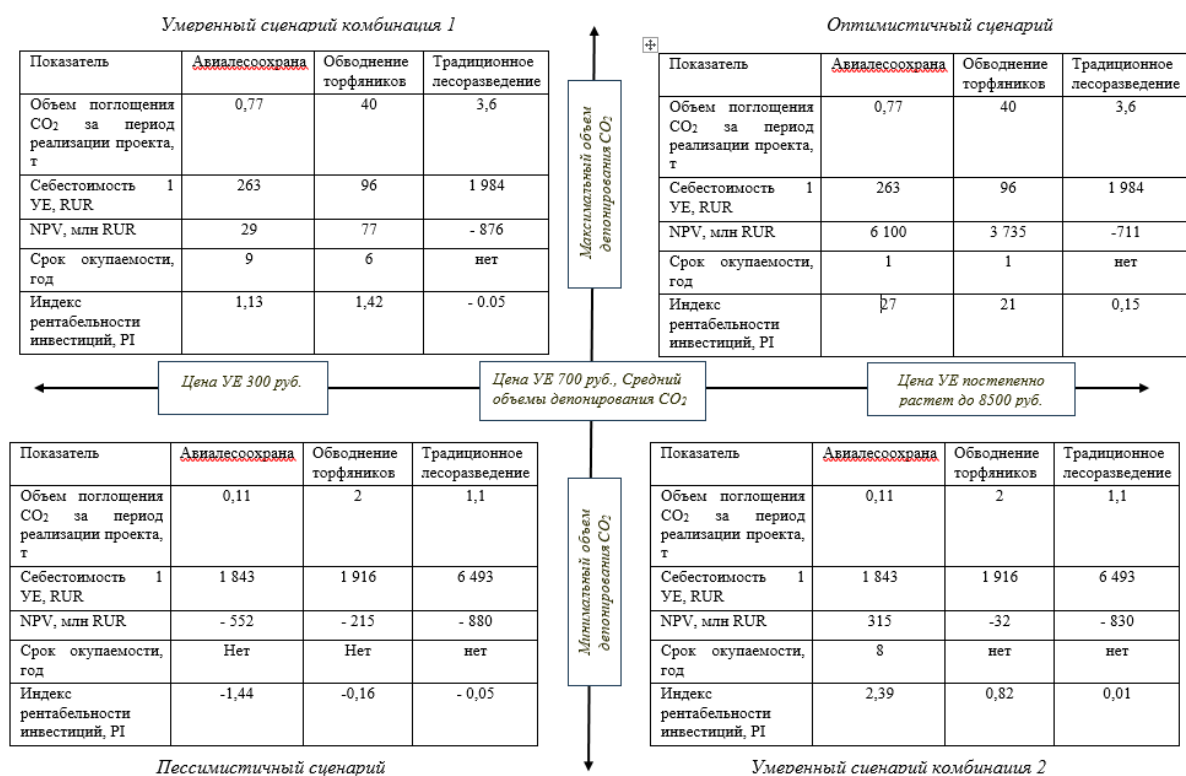 Умеренный сценарий комбинация 1
Показатель Авиалесоохрана Обводнение Традиционное
торфяников лесоразведение
Объем поглощения 0,77 40 3,6
CO2 за период
реализации проекта,
т
Себестоимость 1 263 96 1 984
УЕ, RUR
NPV, млн RUR 29 77 - 876
Срок окупаемости, 9 6 нет
год
Индекс 1,13 1,42 - 0.05
рентабельности
инвестиций, PI
Максимальный объем
депонирования CO2
Оптимистичный сценарий
Показатель Авиалесоохрана Обводнение Традиционное
торфяников лесоразведение
Объем поглощения 0,77 40 3,6
CO2 за период
реализации проекта,
т
Себестоимость 1 263 96 1 984
УЕ, RUR
NPV, млн RUR 6 100 3 735 -711
Срок окупаемости, 1 1 нет
год
Индекс 27 21 0,15
рентабельности
инвестиций, PI
Цена УЕ 300 руб.
Цена УЕ 700 руб., Средний
объемы депонирования CO2
Цена УЕ постепенно
растет до 8500 руб.
Показатель Авиалесоохрана Обводнение Традиционное
торфяников лесоразведение
Объем поглощения 0,11 2 1,1
CO2 за период
реализации проекта,
т
Себестоимость 1 1 843 1 916 6 493
УЕ, RUR
NPV, млн RUR - 552 - 215 - 880
Срок окупаемости, Нет Нет нет
год
Индекс -1,44 -0,16 - 0,05
рентабельности
инвестиций, PI
Пессимистичный сценарий
Минимальный объем
депонирования CO2
Показатель Авиалесоохрана Обводнение Традиционное
торфяников лесоразведение
Объем поглощения 0,11 2 1,1
CO2 за период
реализации проекта,
т
Себестоимость 1 1 843 1 916 6 493
УЕ, RUR
NPV, млн RUR 315 -32 - 830
Срок окупаемости, 8 нет нет
год
Индекс 2,39 0,82 0,01
рентабельности
инвестиций, PI
Умеренный сценарий комбинация 2